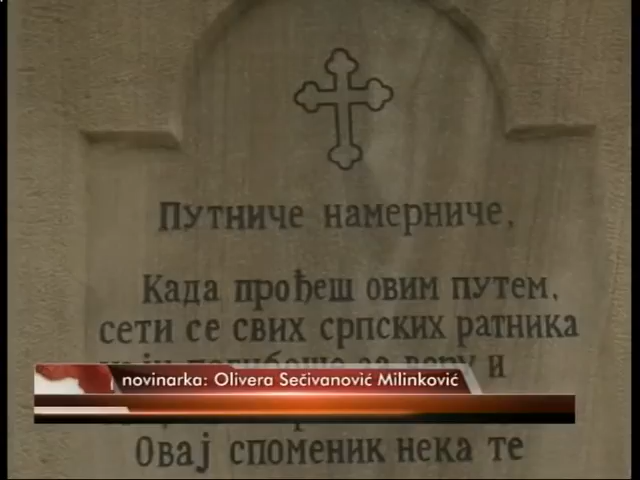 Путниче намерниче,
Када прођеш овим путем,
сети се свих српских ратника
и
novinarka: Olivera Sečivanović Milinković
Овај споменик нека те